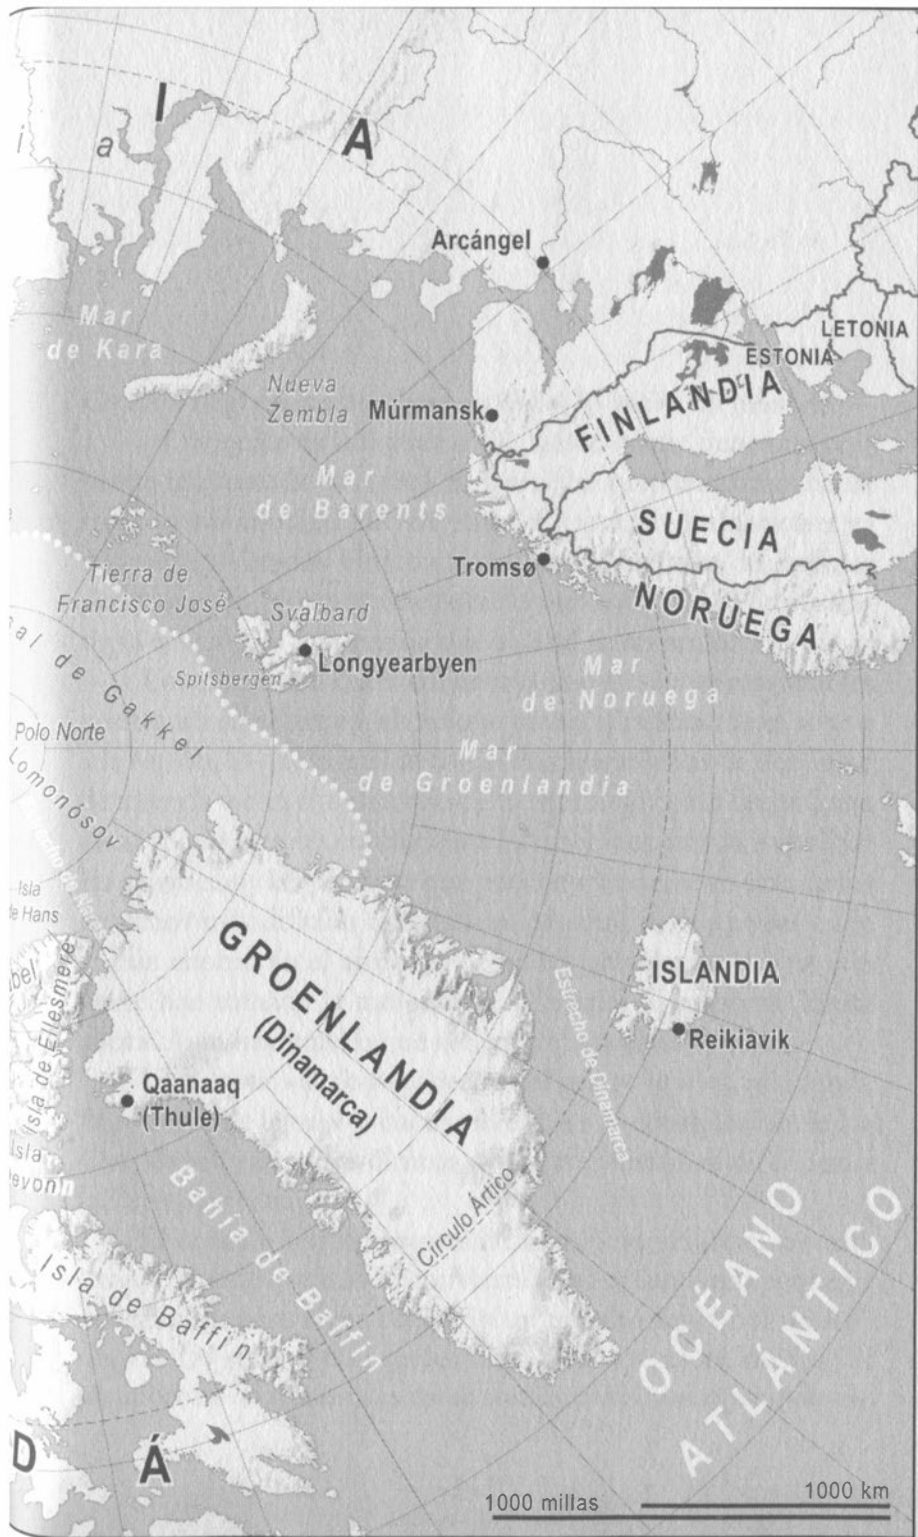 I
A
i
a
Arcángel
LETONIA
ESTONIA
Mar
de Kara
FINLANDIA
Nueva
Zembla
Múrmansk
Mar
de Barents
SUECIA
Tromsø
Tierra de
Francisco José
NORUEGA
Svalbard
Longyearbyen
Spitsbergen
Mar
de Noruega
al de Gakkel
Polo Norte
Mar
de Groenlandia
Lomonósov
Isla
de Hans
GROENLANDIA
(Dinamarca)
ISLANDIA
Reikiavik
Estrecho de Dinamarca
Isla de Ellesmere
Qaanaaq
(Thule)
Isla
evon
Círculo Ártico
Bahía de Baffin
Isla de Baffin
OCÉANO
ATLÁNTICO
D
Á
1000 millas
1000 km